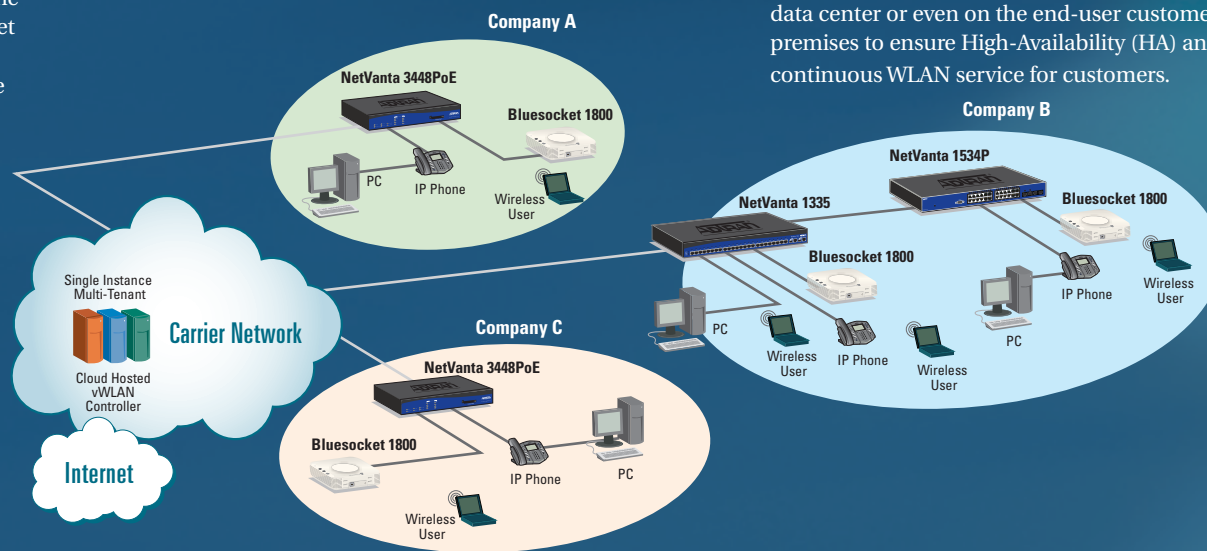 ne
et
e
data center or even on the end-user custome
premises to ensure High-Availability (HA) an
continuous WLAN service for customers.
Company A
NetVanta 3448PoE
Bluesocket 1800
PC
IP Phone
Wireless
User
Company B
NetVanta 1534P
Bluesocket 1800
NetVanta 1335
Bluesocket 1800
IP Phone
Wireless
User
PC
PC
Wireless
User
IP Phone
Wireless
User
Single Instance
Multi-Tenant
Carrier Network
Cloud Hosted
vWLAN
Controller
Internet
Company C
NetVanta 3448PoE
Bluesocket 1800
IP Phone
PC
Wireless
User